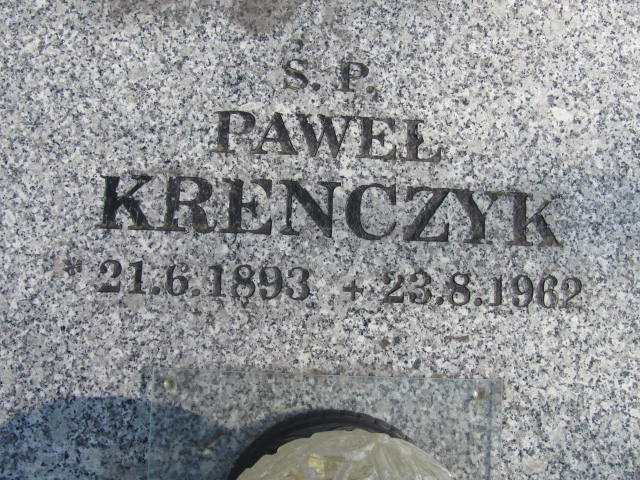 Ś. P.
PAWEŁ
KRENCZYK
* 21.6.1893 + 23.8.1962